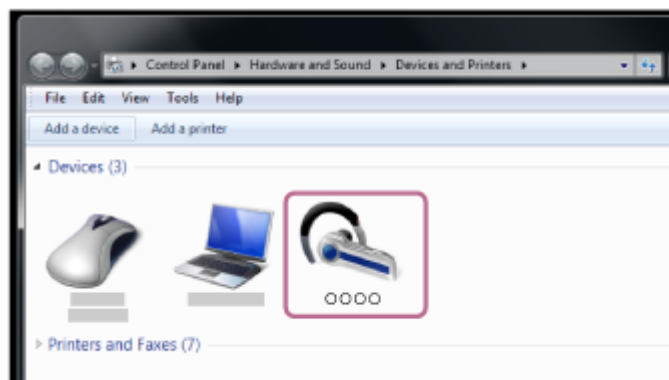 Control Panel ▸ Hardware and Sound ▸ Devices and Printers ▸
File Edit View Tools Help
Add a device Add a printer
Devices (3)
OOOO
Printers and Faxes (7)